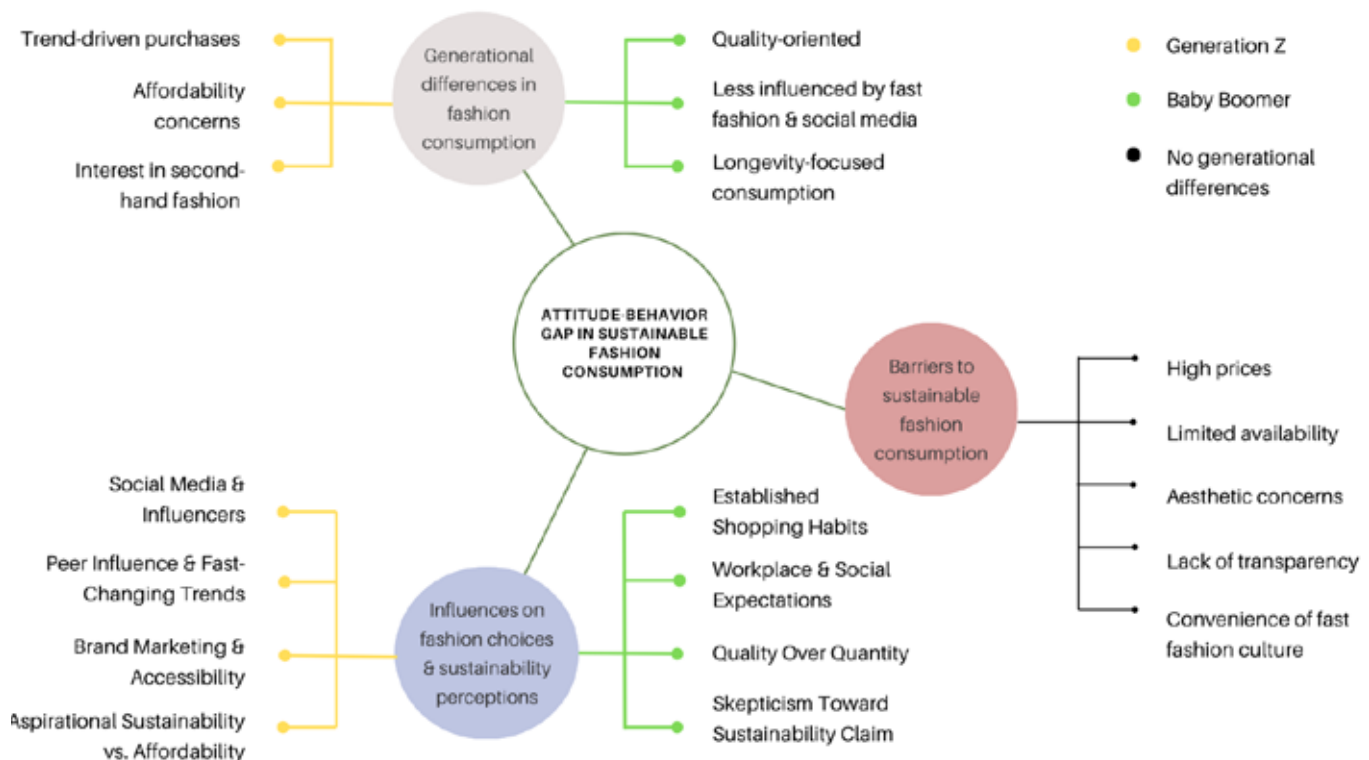 Trend-driven purchases
Affordability
concerns
Interest in second-
hand fashion
Generational
differences in
fashion
consumption
Quality-oriented
Less influenced by fast
fashion & social media
Longevity-focused
consumption
Generation Z
Baby Boomer
No generational
differences
ATTITUDE-BEHAVIOR
GAP IN SUSTAINABLE
FASHION
CONSUMPTION
Barriers to
sustainable
fashion
consumption
High prices
Limited availability
Aesthetic concerns
Lack of transparency
Convenience of fast
fashion culture
Social Media &
Influencers
Peer Influence & Fast-
Changing Trends
Brand Marketing &
Accessibility
Aspirational Sustainability
vs. Affordability
Influences on
fashion choices
& sustainability
perceptions
Established
Shopping Habits
Workplace & Social
Expectations
Quality Over Quantity
Skepticism Toward
Sustainability Claim